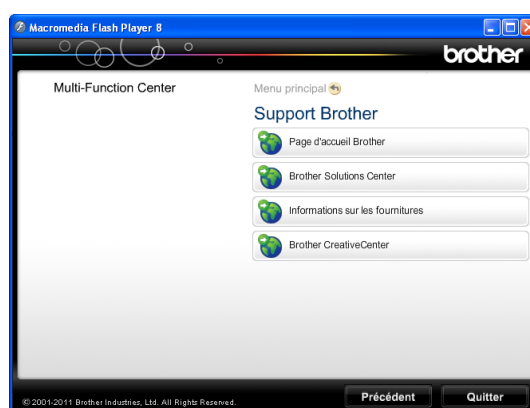 Macromedia Flash Player 8
brother
Multi-Function Center
Menu principal
Support Brother
Page d'accueil Brother
Brother Solutions Center
Informations sur les fournitures
Brother CreativeCenter
© 2001-2011 Brother Industries, Ltd. All Rights Reserved.
Précédent
Quitter